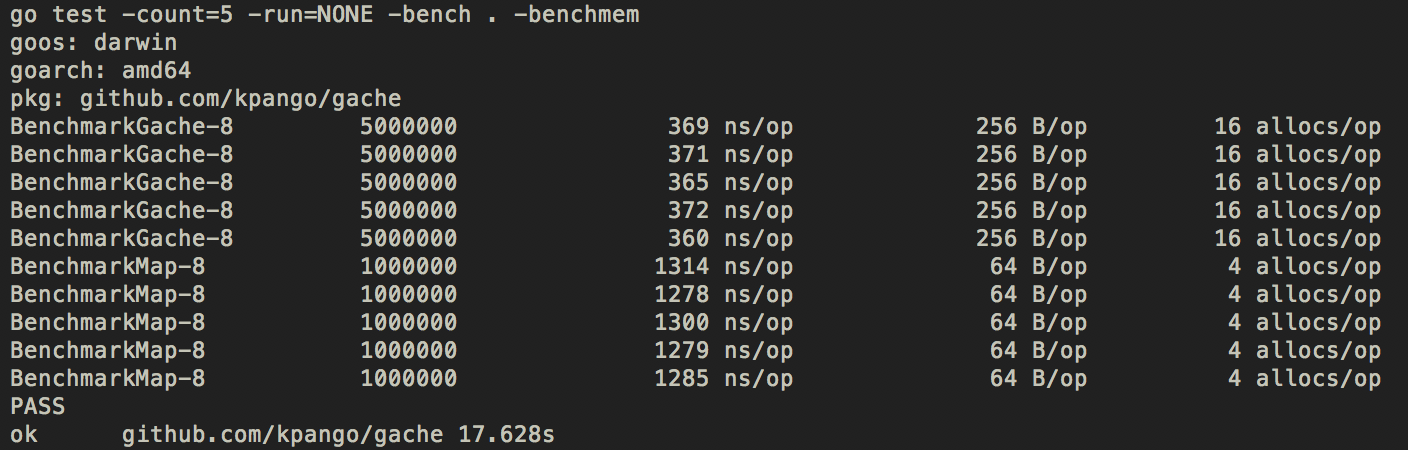 go test -count=5 -run=NONE -bench . -benchmem
goos: darwin
goarch: amd64
pkg: github.com/kpango/gache
BenchmarkGache-8         5000000               369 ns/op             256 B/op         16 allocs/op
BenchmarkGache-8         5000000               371 ns/op             256 B/op         16 allocs/op
BenchmarkGache-8         5000000               365 ns/op             256 B/op         16 allocs/op
BenchmarkGache-8         5000000               372 ns/op             256 B/op         16 allocs/op
BenchmarkGache-8         5000000               360 ns/op             256 B/op         16 allocs/op
BenchmarkMap-8           1000000              1314 ns/op              64 B/op          4 allocs/op
BenchmarkMap-8           1000000              1278 ns/op              64 B/op          4 allocs/op
BenchmarkMap-8           1000000              1300 ns/op              64 B/op          4 allocs/op
BenchmarkMap-8           1000000              1279 ns/op              64 B/op          4 allocs/op
BenchmarkMap-8           1000000              1285 ns/op              64 B/op          4 allocs/op
PASS
ok      github.com/kpango/gache 17.628s